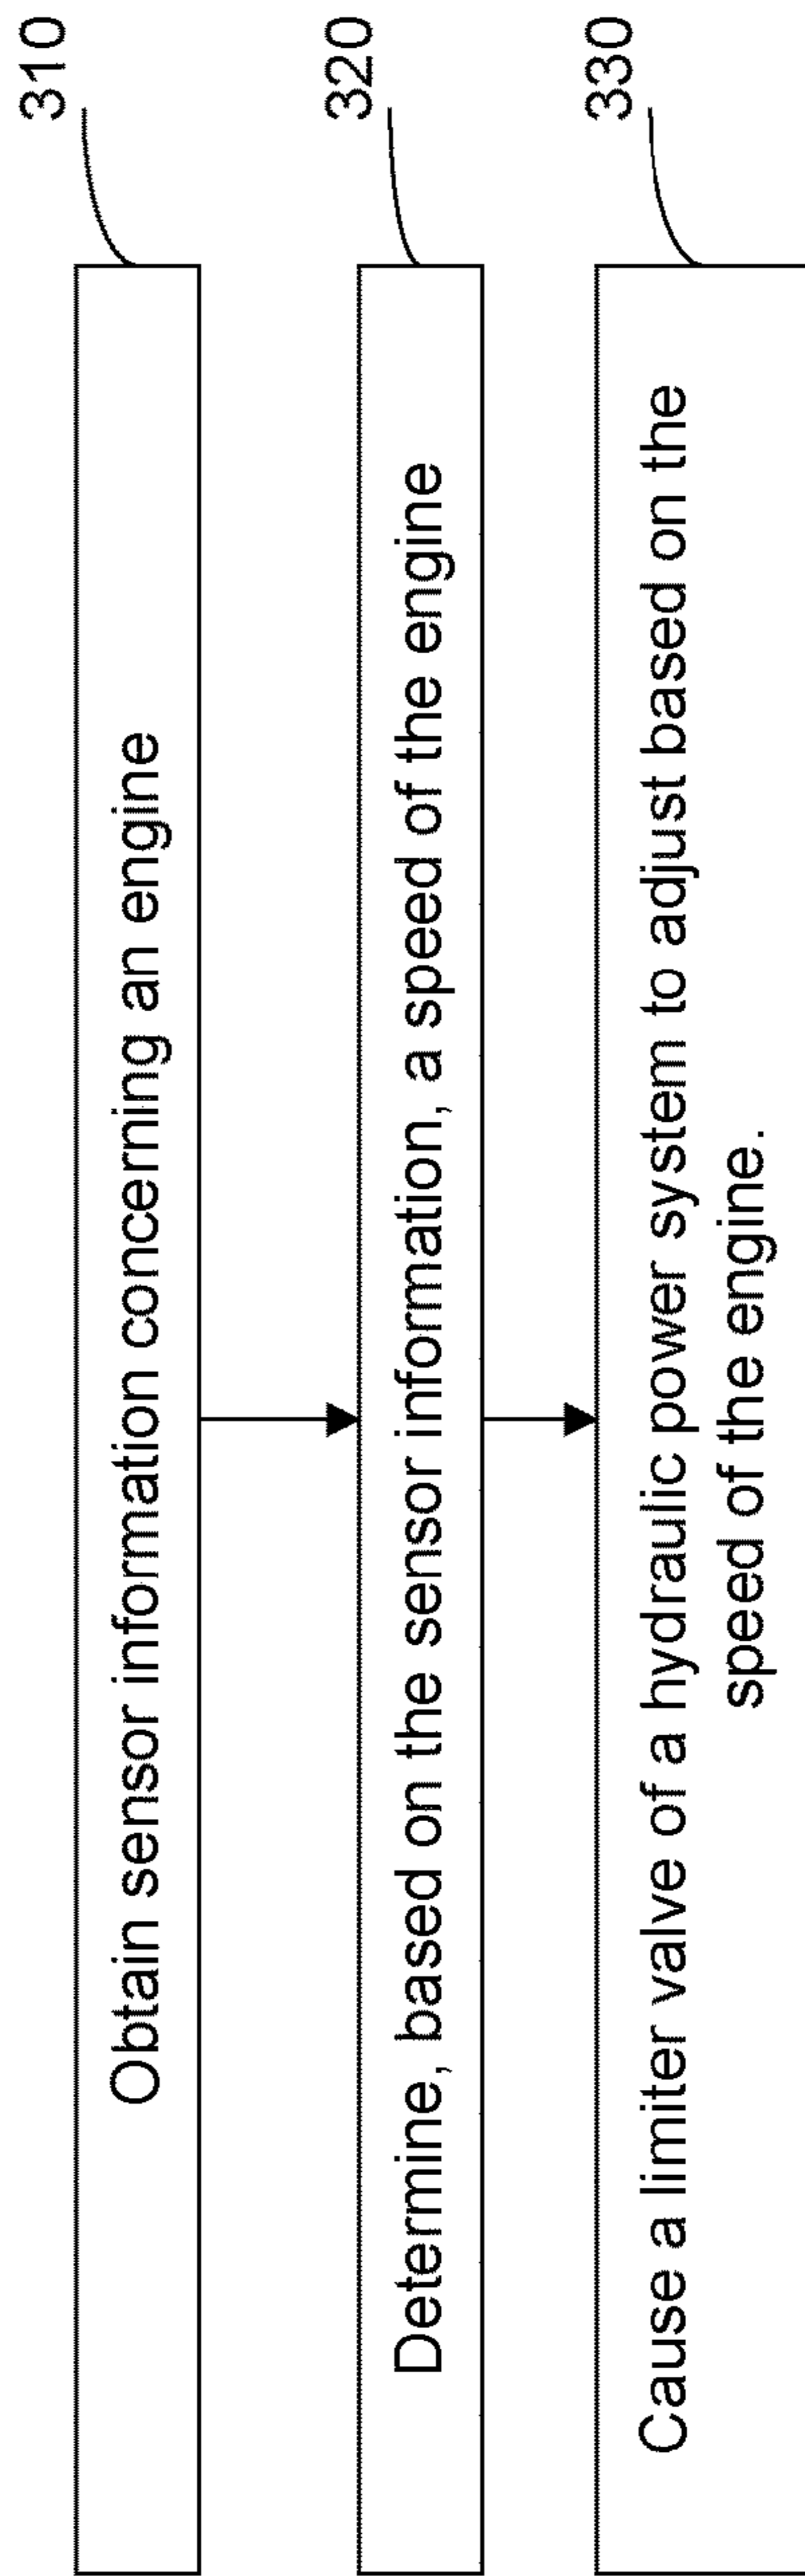 310
Obtain sensor information concerning an engine
320
Determine, based on the sensor information, a speed of the engine
330
Cause a limiter valve of a hydraulic power system to adjust based on the
speed of the engine.